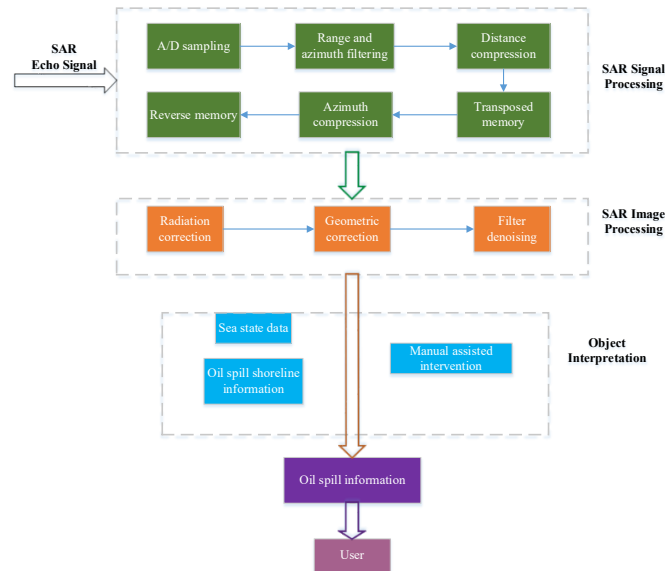 SAR
Echo Signal
A/D sampling
Range and
azimuth filtering
Distance
compression
SAR Signal
Processing
Reverse memory
Azimuth
compression
Transposed
memory
Radiation
correction
Geometric
correction
Filter
denoising
SAR Image
Processing
Sea state data
Oil spill shoreline
information
Manual assisted
intervention
Object
Interpretation
Oil spill information
User